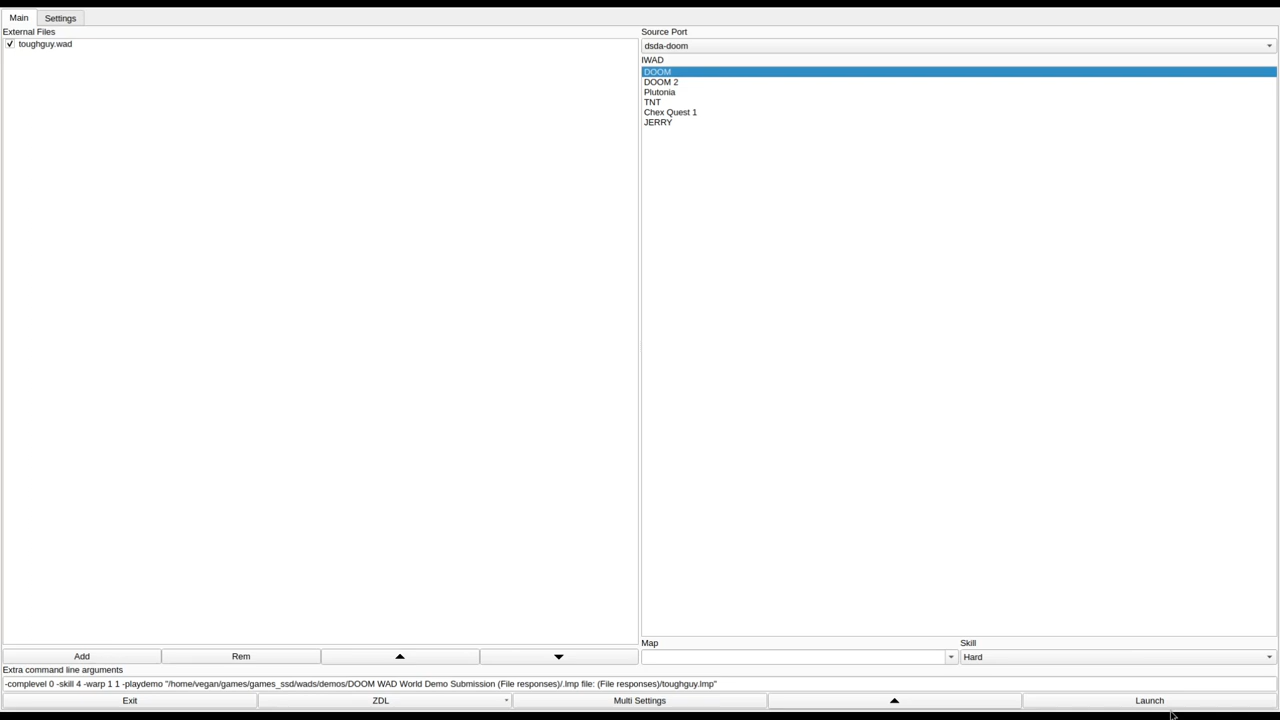 Main Settings
External Files
toughguy.wad
Source Port
dsda-doom
IWAD
DOOM
DOOM 2
Plutonia
TNT
Chex Quest 1
JERRY
Map Skill
Hard
Add Rem
Extra command line arguments
-complevel 0 -skill 4 -warp 1 1 -playdemo "/home/vegan/games/games_ssd/wads/demos/DOOM WAD World Demo Submission (File responses)/.lmp file: (File responses)/toughguy.lmp"
Exit ZDL Multi Settings Launch